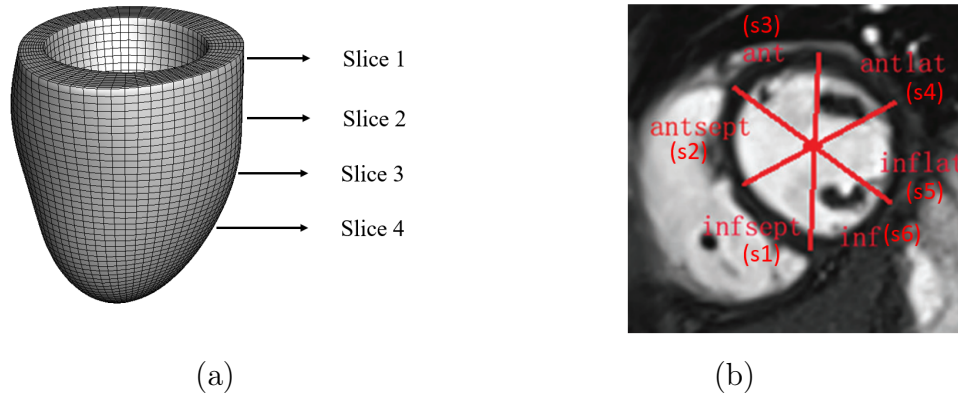 Slice 1
Slice 2
Slice 3
Slice 4
(a)
(s3)
ant
antlat
(s4)
antsept
(s2)
inflat
(s5)
infsept
(s1)
inf(s6)
(b)